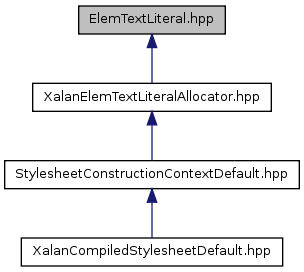 ElemTextLiteral.hpp
XalanElemTextLiteralAllocator.hpp
StylesheetConstructionContextDefault.hpp
XalanCompiledStylesheetDefault.hpp